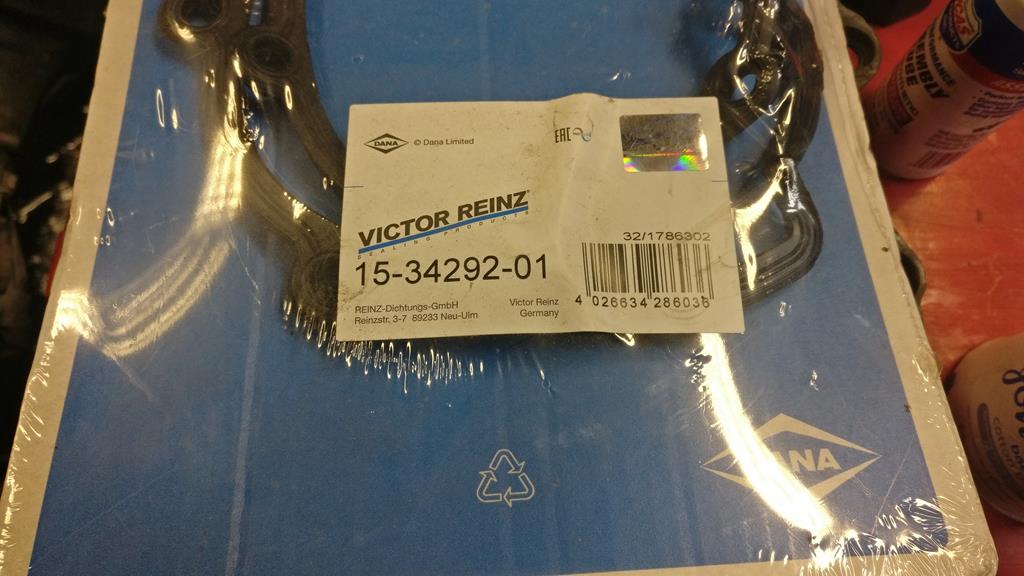 DANA © Dana Limited
EAC
VICTOR REINZ®
SEALING PRODUCTS
32/1786302
15-34292-01
4 026634 286036
REINZ-Dichtungs-GmbH
Reinzstr. 3-7 89233 Neu-Ulm
Victor Reinz
Germany
DANA